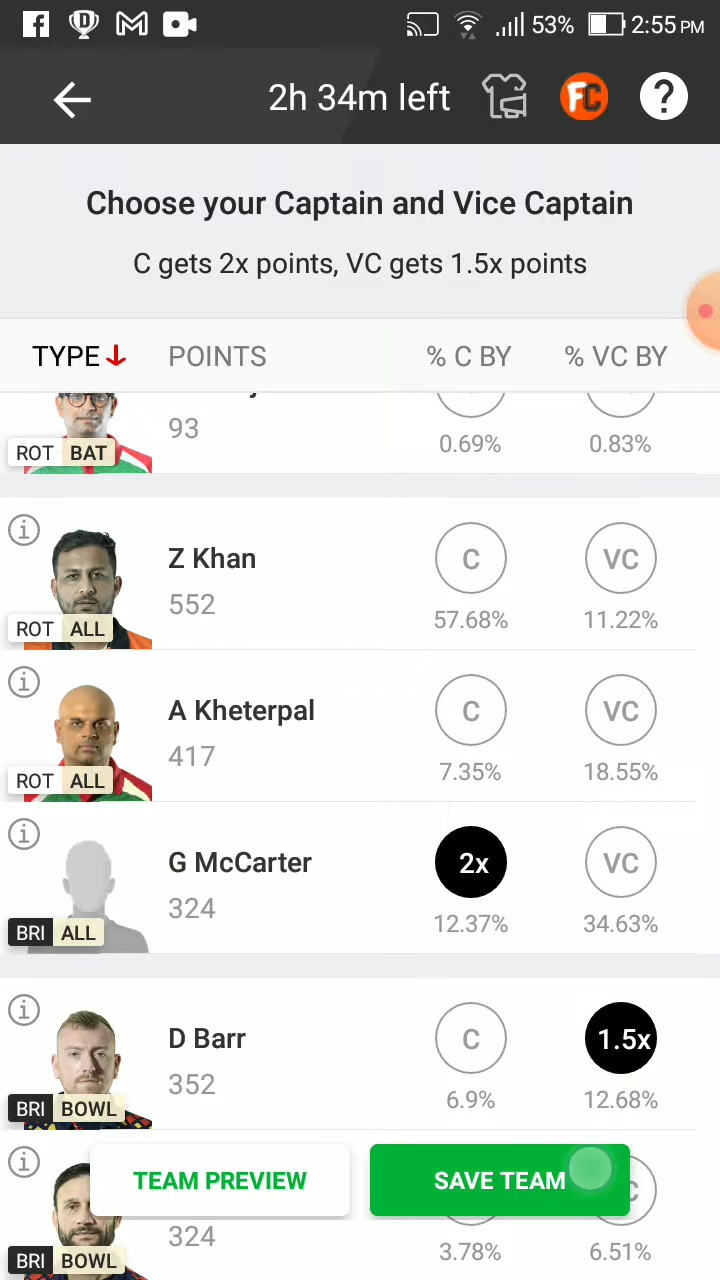 53% 2:55 PM
2h 34m left FC ?
Choose your Captain and Vice Captain
C gets 2x points, VC gets 1.5x points
TYPE POINTS % C BY % VC BY
93
ROT BAT 0.69% 0.83%
Z Khan C VC
552
ROT ALL 57.68% 11.22%
A Kheterpal C VC
417
ROT ALL 7.35% 18.55%
G McCarter 2x VC
324
BRI ALL 12.37% 34.63%
D Barr C 1.5x
352
BRI BOWL 6.9% 12.68%
TEAM PREVIEW SAVE TEAM
324
BRI BOWL 3.78% 6.51%